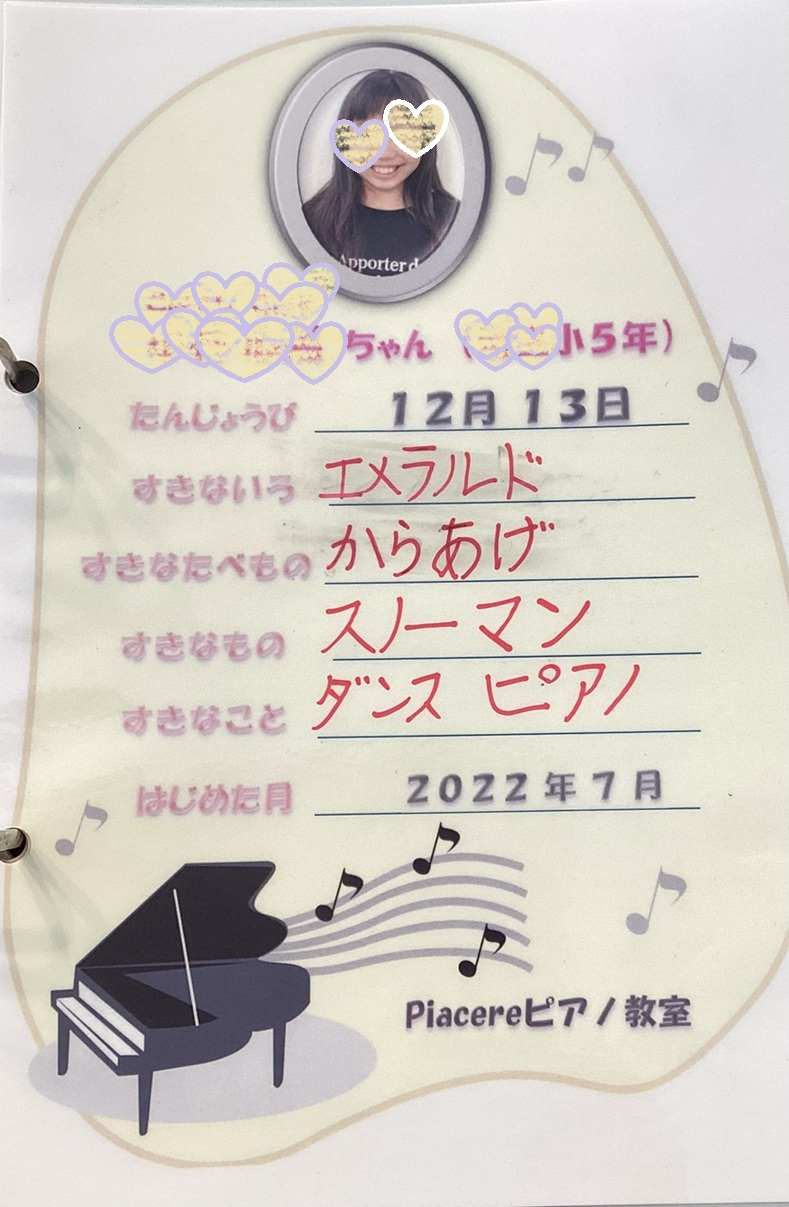 Apporter d
ちゃん（小5年）
たんじょうび 12月13日
すきないろ エメラルド
すきなたべもの からあげ
すきなもの スノーマン
すきなこと ダンス ピアノ
はじめた月 2022年7月
Piacereピアノ教室